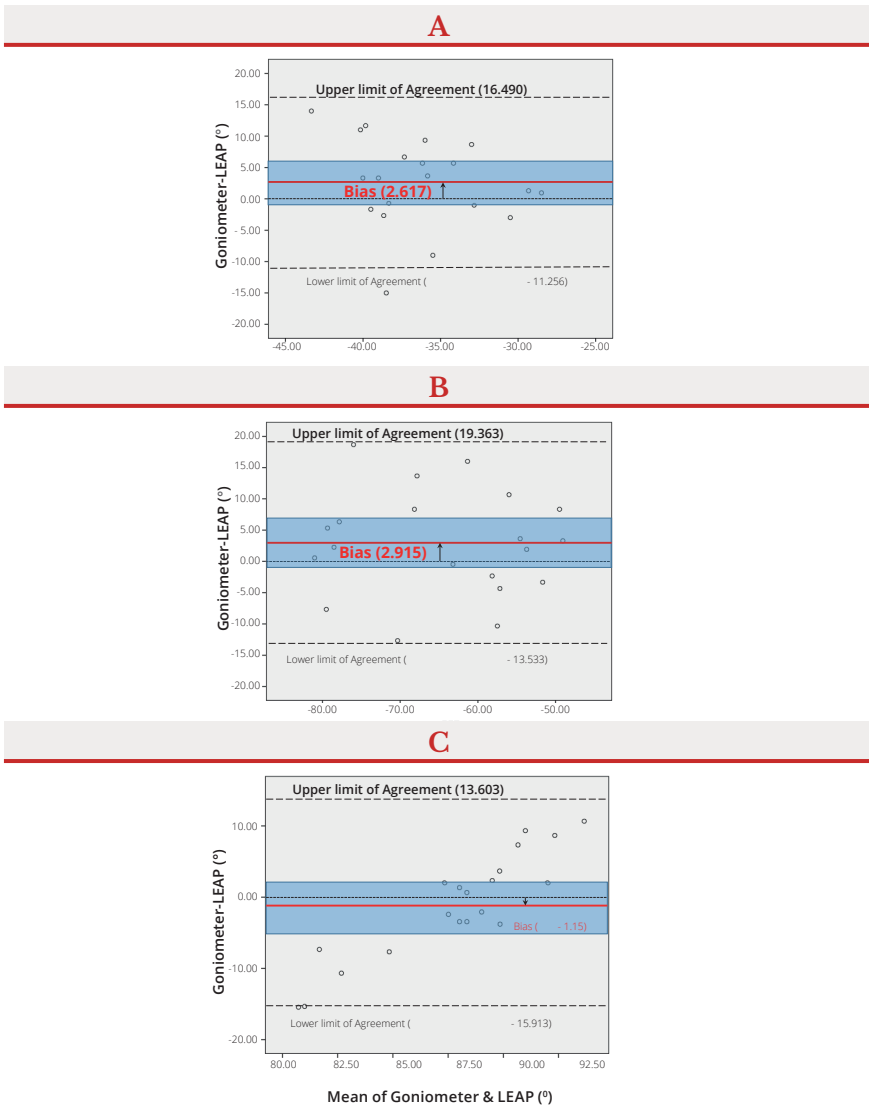 A
Goniometer-LEAP (°)
20.00
15.00
10.00
5.00
0.00
- 5.00
-10.00
-15.00
-20.00
Upper limit of Agreement (16.490)
Bias (2.617)
Lower limit of Agreement ( - 11.256)
-45.00 -40.00 -35.00 -30.00 -25.00
B
Goniometer-LEAP (°)
20.00
15.00
10.00
5.00
0.00
-5.00
-10.00
-15.00
-20.00
Upper limit of Agreement (19.363)
Bias (2.915)
Lower limit of Agreement ( - 13.533)
-80.00 -70.00 -60.00 -50.00
C
Goniometer-LEAP (°)
10.00
0.00
-10.00
-20.00
Upper limit of Agreement (13.603)
Bias ( - 1.15)
Lower limit of Agreement ( - 15.913)
80.00 82.50 85.00 87.50 90.00 92.50
Mean of Goniometer & LEAP (⁰)